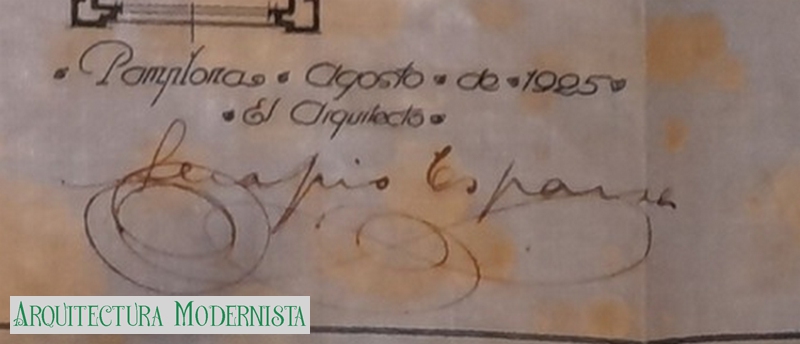 • Pamplona • Agosto • de • 1925 •
• El Arquitecto •
Serapio Esparza
ARQUITECTURA MODERNISTA